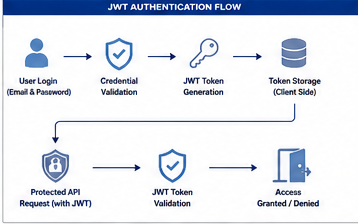 JWT AUTHENTICATION FLOW
User Login
(Email & Password)
Credential
Validation
JWT Token
Generation
Token Storage
(Client Side)
Protected API
Request (with JWT)
JWT Token
Validation
Access
Granted / Denied